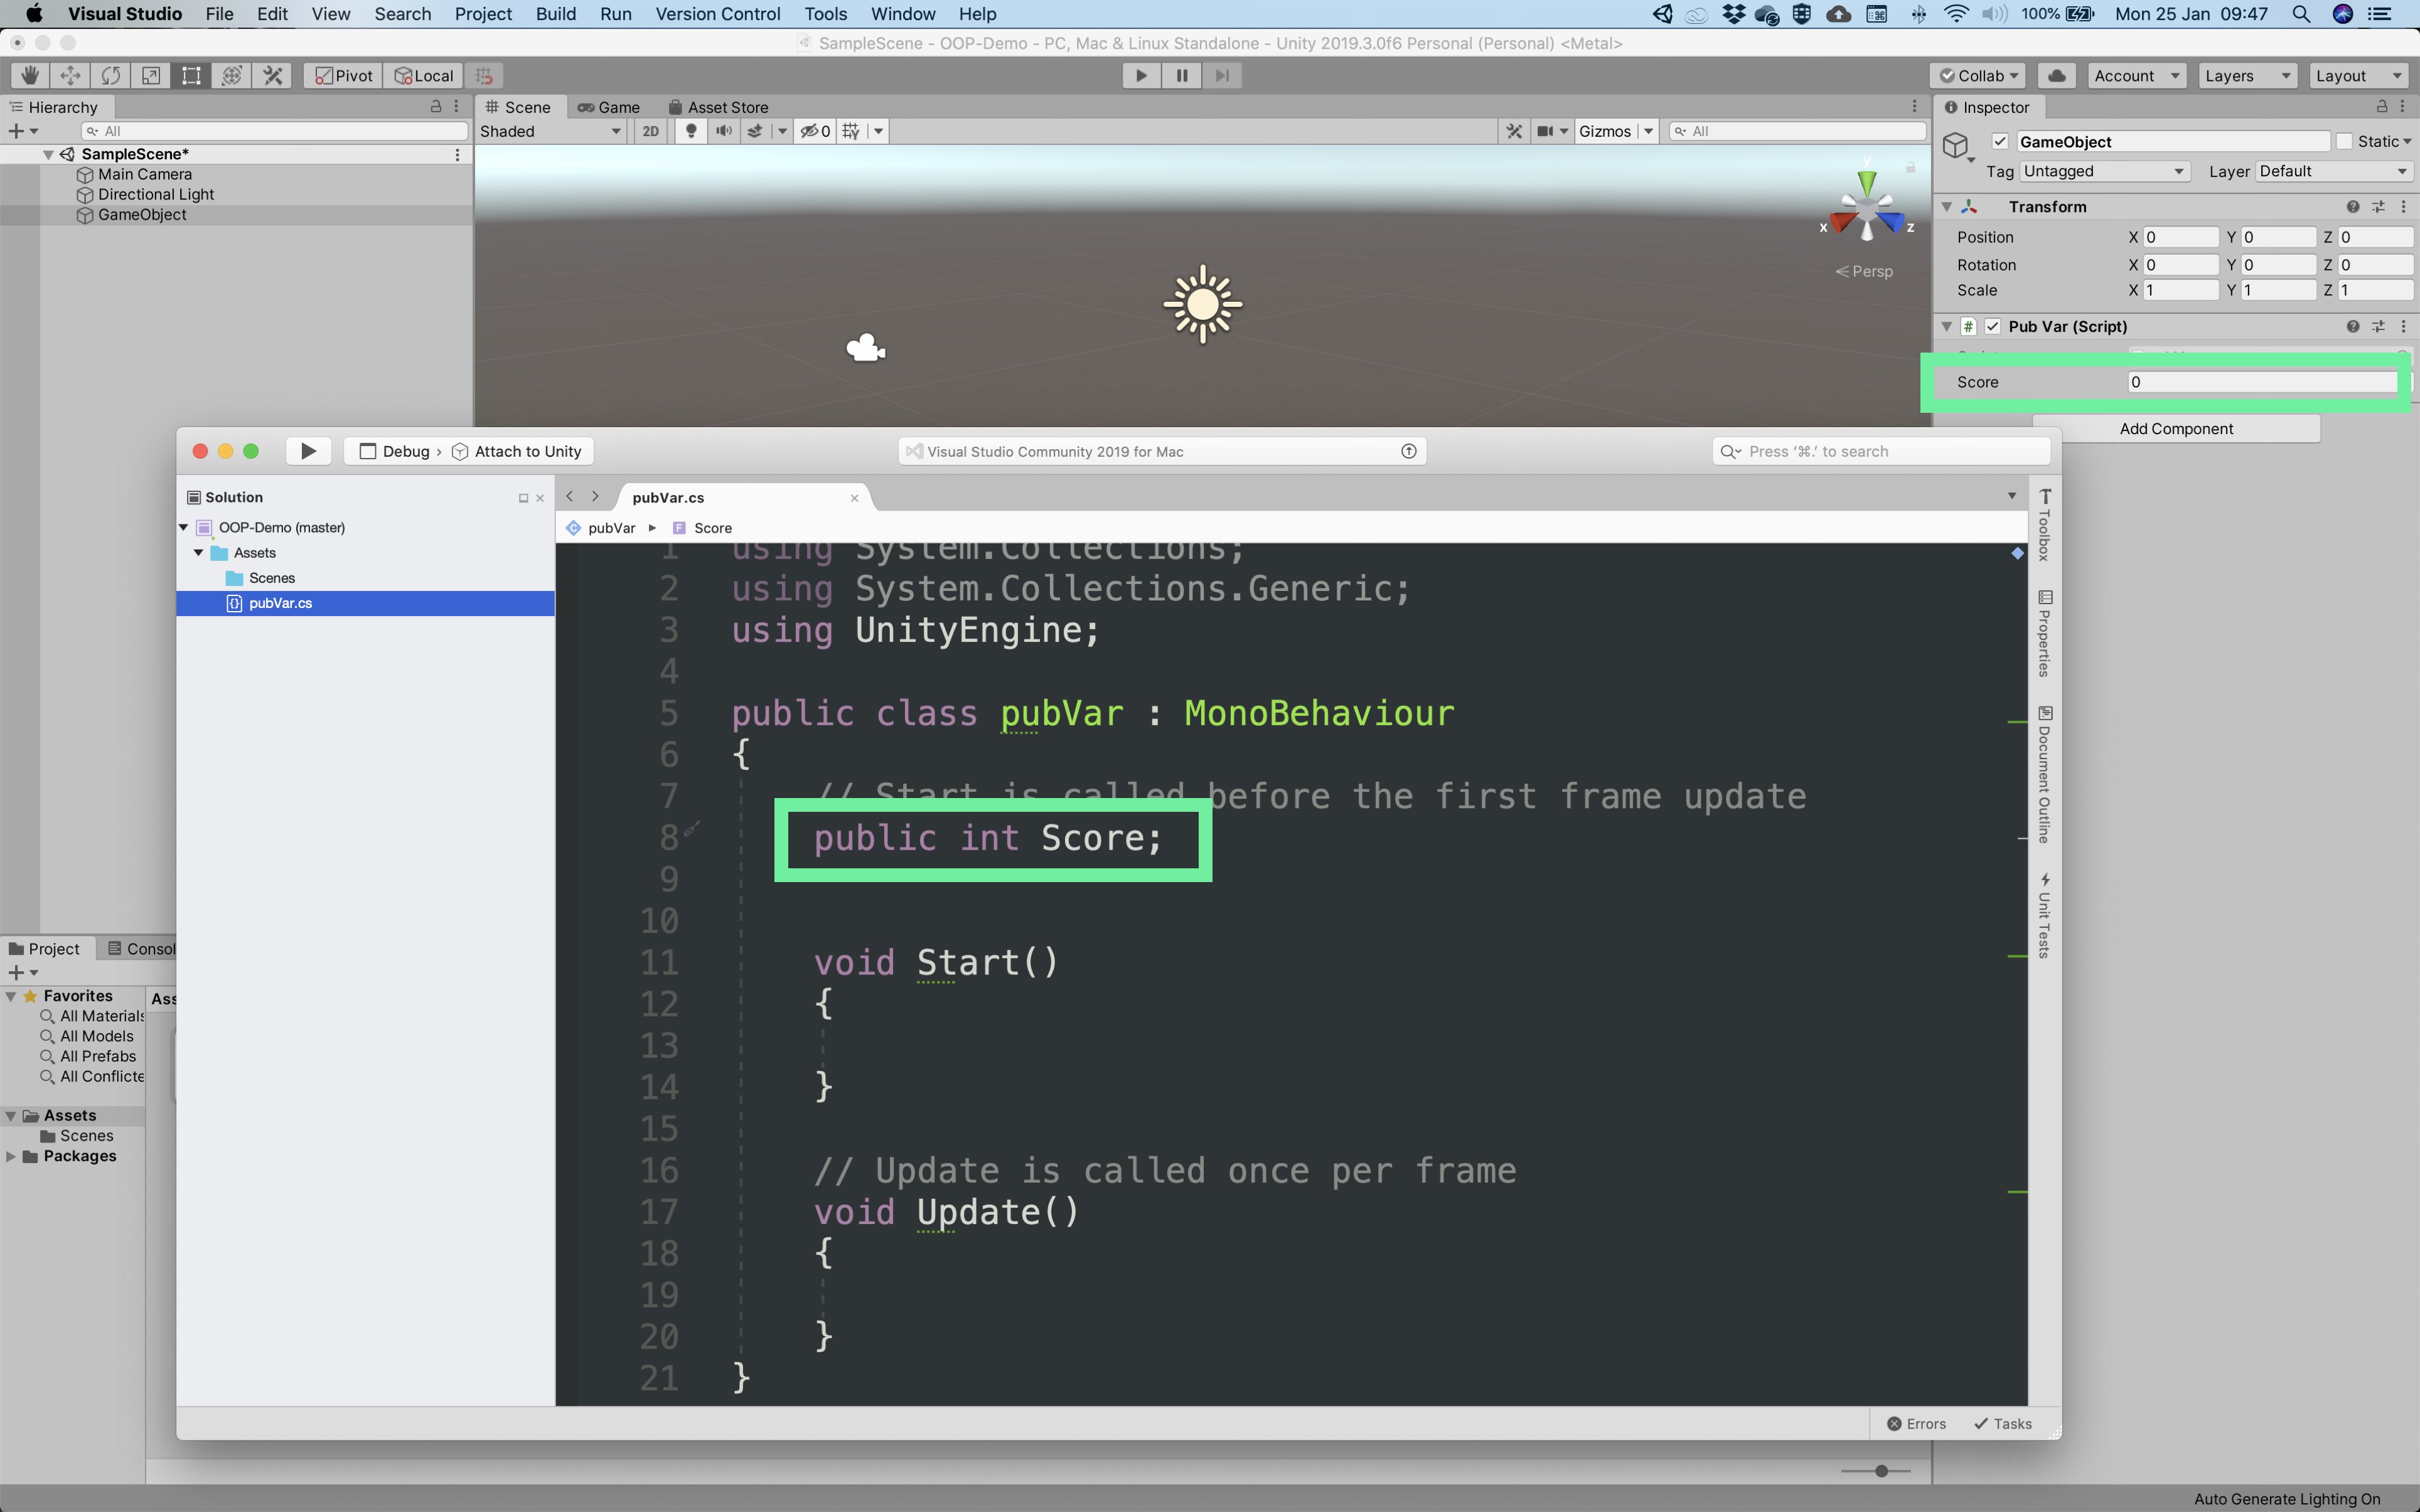 Visual Studio File Edit View Search Project Build Run Version Control Tools Window Help 100% Mon 25 Jan 09:47
SampleScene - OOP-Demo - PC, Mac & Linux Standalone - Unity 2019.3.0f6 Personal (Personal) <Metal>
Pivot Local Collab Account Layers Layout
Hierarchy
All
SampleScene*
Main Camera
Directional Light
GameObject
Scene Game Asset Store
Shaded 2D 0 Gizmos All
y
x z
Persp
Inspector
GameObject Static
Tag Untagged Layer Default
Transform
Position X 0 Y 0 Z 0
Rotation X 0 Y 0 Z 0
Scale X 1 Y 1 Z 1
# Pub Var (Script)
Score 0
Add Component
Debug › Attach to Unity Visual Studio Community 2019 for Mac Press ‘⌘.’ to search
Solution
OOP-Demo (master)
Assets
Scenes
pubVar.cs
pubVar.cs
pubVar Score
1 using System.Collections;
2 using System.Collections.Generic;
3 using UnityEngine;
4
5 public class pubVar : MonoBehaviour
6 {
7 // Start is called before the first frame update
8 public int Score;
9
10
11 void Start()
12 {
13
14 }
15
16 // Update is called once per frame
17 void Update()
18 {
19
20 }
21 }
Toolbox
Properties
Document Outline
Unit Tests
Errors Tasks
Project Consol
Favorites
All Materials
All Models
All Prefabs
All Conflicte
Assets
Scenes
Packages
Ass
Auto Generate Lighting On